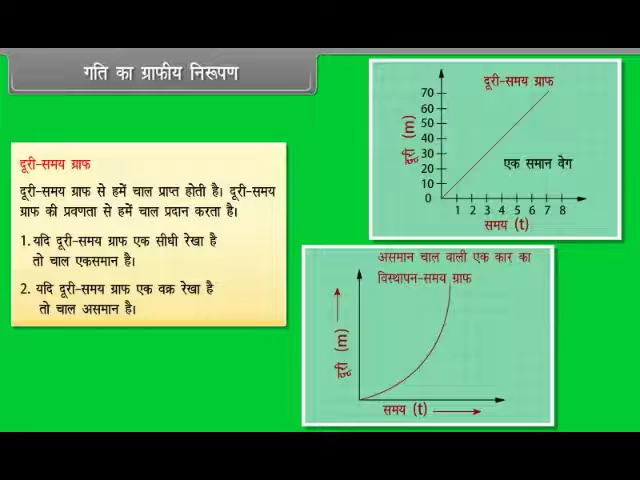 गति का ग्राफीय निरूपण
दूरी-समय ग्राफ
दूरी-समय ग्राफ से हमें चाल प्राप्त होती है। दूरी-समय
ग्राफ की प्रवणता से हमें चाल प्रदान करता है।
1. यदि दूरी-समय ग्राफ एक सीधी रेखा है
तो चाल एकसमान है।
2. यदि दूरी-समय ग्राफ एक वक्र रेखा है
तो चाल असमान है।
दूरी-समय ग्राफ
70
60
50
40
30
20
10
0
दूरी (m)
एक समान वेग
1 2 3 4 5 6 7 8
समय (t)
असमान चाल वाली एक कार का
विस्थापन-समय ग्राफ
दूरी (m)
समय (t)